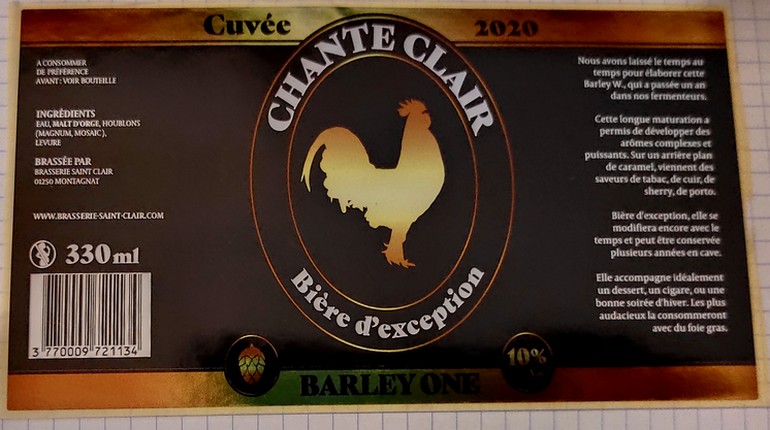 Cuvée 2020
CHANTE CLAIR
Bière d'exception
BARLEY ONE
10%
A CONSOMMER
DE PRÉFÉRENCE
AVANT : VOIR BOUTEILLE
INGRÉDIENTS
EAU, MALT D'ORGE, HOUBLONS
(MAGNUM, MOSAIC),
LEVURE
BRASSÉE PAR
BRASSERIE SAINT CLAIR
01250 MONTAGNAT
WWW.BRASSERIE-SAINT-CLAIR.COM
330ml
3 770009 721134
Nous avons laissé le temps au
temps pour élaborer cette
Barley W., qui a passée un an
dans nos fermenteurs.
Cette longue maturation a
permis de développer des
arômes complexes et
puissants. Sur un arrière plan
de caramel, viennent des
saveurs de tabac, de cuir, de
sherry, de porto.
Bière d'exception, elle se
modifiera encore avec le
temps et peut être conservée
plusieurs années en cave.
Elle accompagne idéalement
un dessert, un cigare, ou une
bonne soirée d'hiver. Les plus
audacieux la consommeront
avec du foie gras.